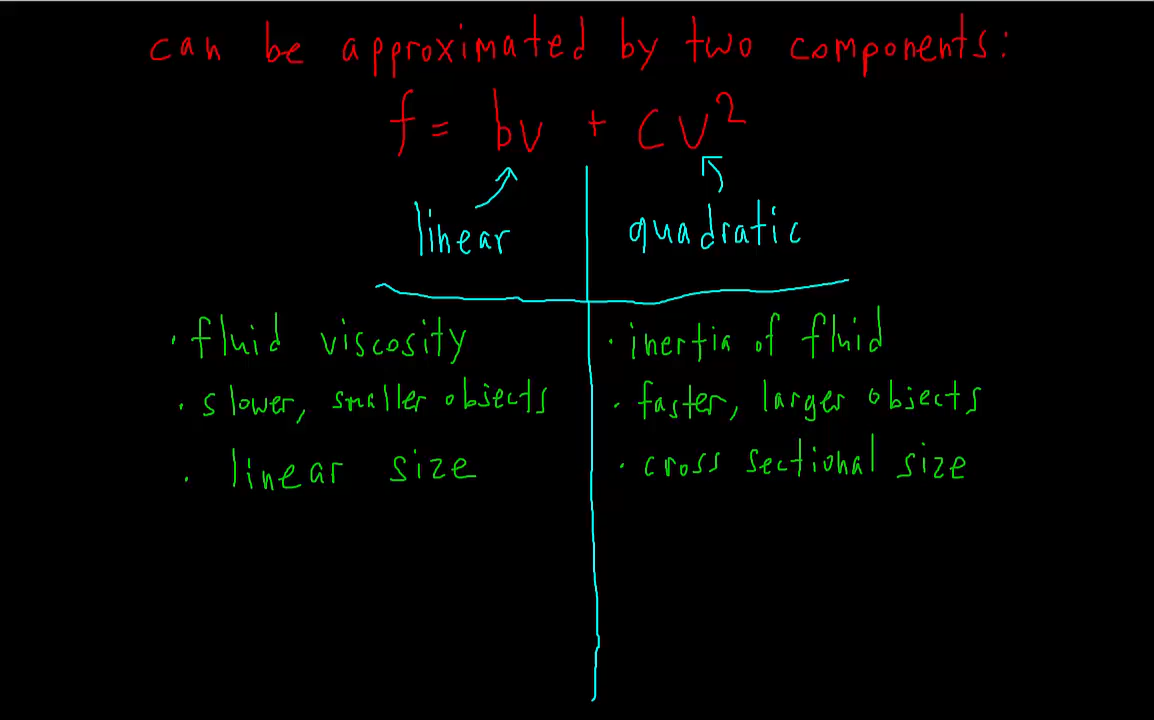 can be approximated by two components:
f = bv + cv²
linear
quadratic
· fluid viscosity
· slower, smaller objects
· linear size
· inertia of fluid
· faster, larger objects
· cross sectional size